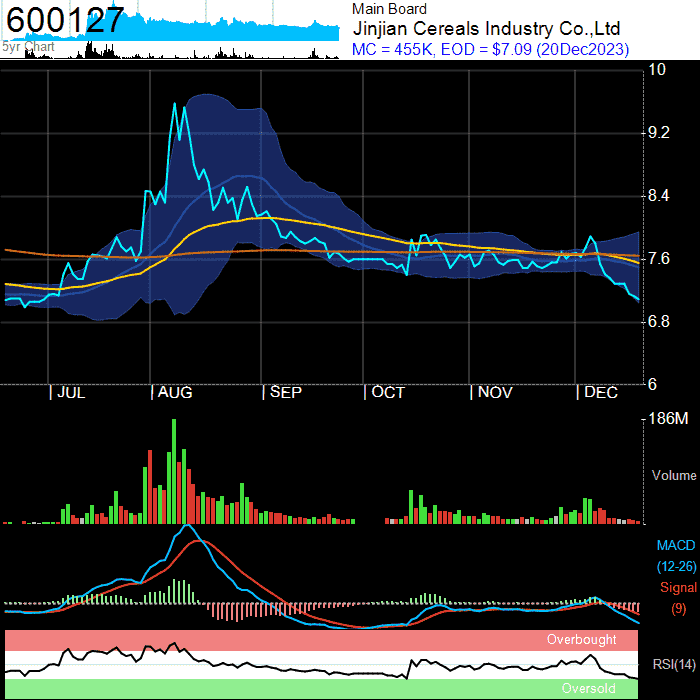 600127
5yr Chart
Main Board
Jinjian Cereals Industry Co.,Ltd
MC = 455K, EOD = $7.09 (20Dec2023)
10
9.2
8.4
7.6
6.8
6
JUL AUG SEP OCT NOV DEC
186M
Volume
MACD
(12-26)
Signal
(9)
Overbought
RSI(14)
Oversold